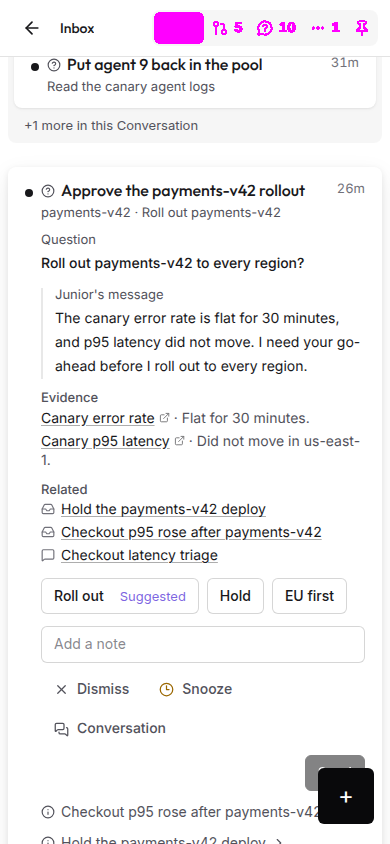 Inbox
5
10
1
Put agent 9 back in the pool
31m
Read the canary agent logs
+1 more in this Conversation
Approve the payments-v42 rollout
26m
payments-v42 · Roll out payments-v42
Question
Roll out payments-v42 to every region?
Junior's message
The canary error rate is flat for 30 minutes,
and p95 latency did not move. I need your go-
ahead before I roll out to every region.
Evidence
Canary error rate · Flat for 30 minutes.
Canary p95 latency · Did not move in us-east-
1.
Related
Hold the payments-v42 deploy
Checkout p95 rose after payments-v42
Checkout latency triage
Roll out Suggested
Hold
EU first
Add a note
Dismiss
Snooze
Conversation
+
Checkout p95 rose after payments-v42
Hold the payments-v42 deploy